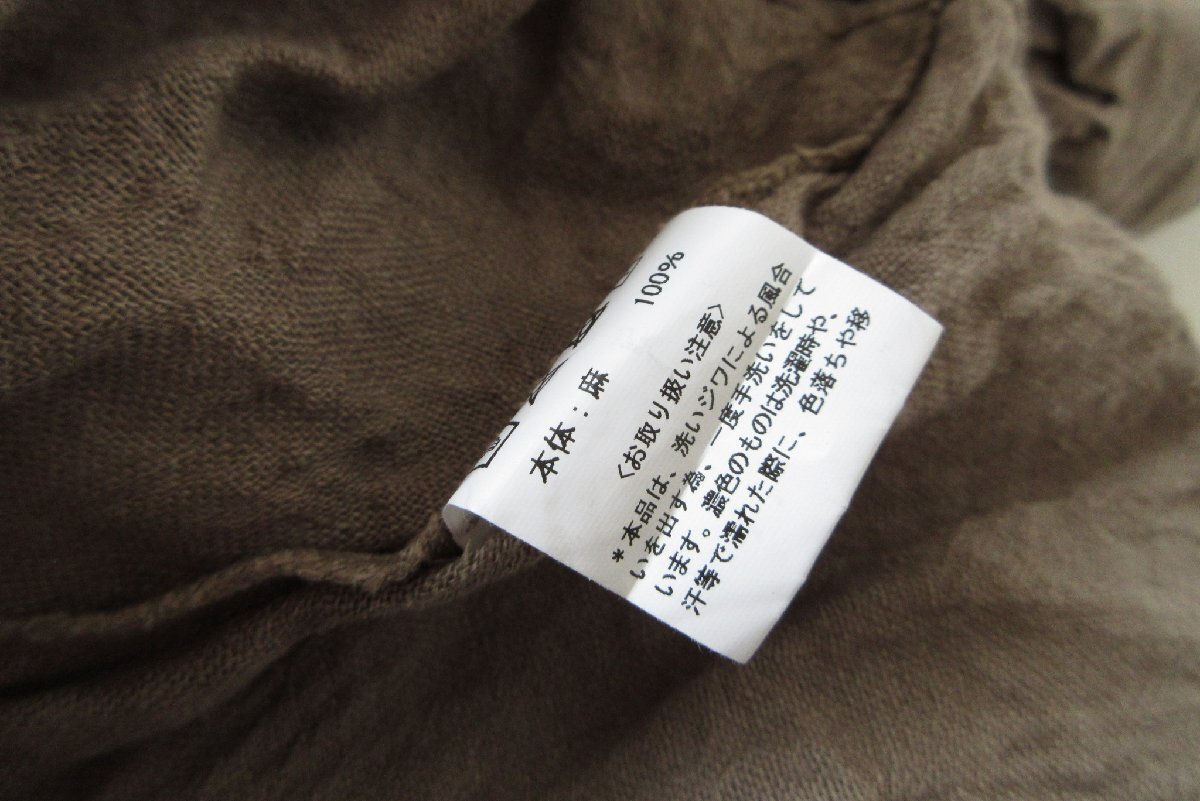 本体：麻 100%
＜お取り扱い注意＞
*本品は、洗いジワによる風合
いを出す為、一度手洗いをして
います。濃色のものは洗濯時や、
汗等で濡れた際に、色落ちや移